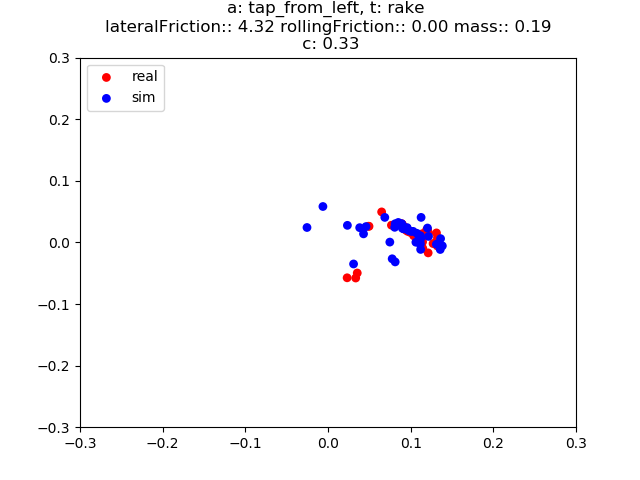 a: tap_from_left, t: rake
lateralFriction:: 4.32 rollingFriction:: 0.00 mass:: 0.19
c: 0.33
real
sim
0.3
0.2
0.1
0.0
−0.1
−0.2
−0.3
−0.3 −0.2 −0.1 0.0 0.1 0.2 0.3